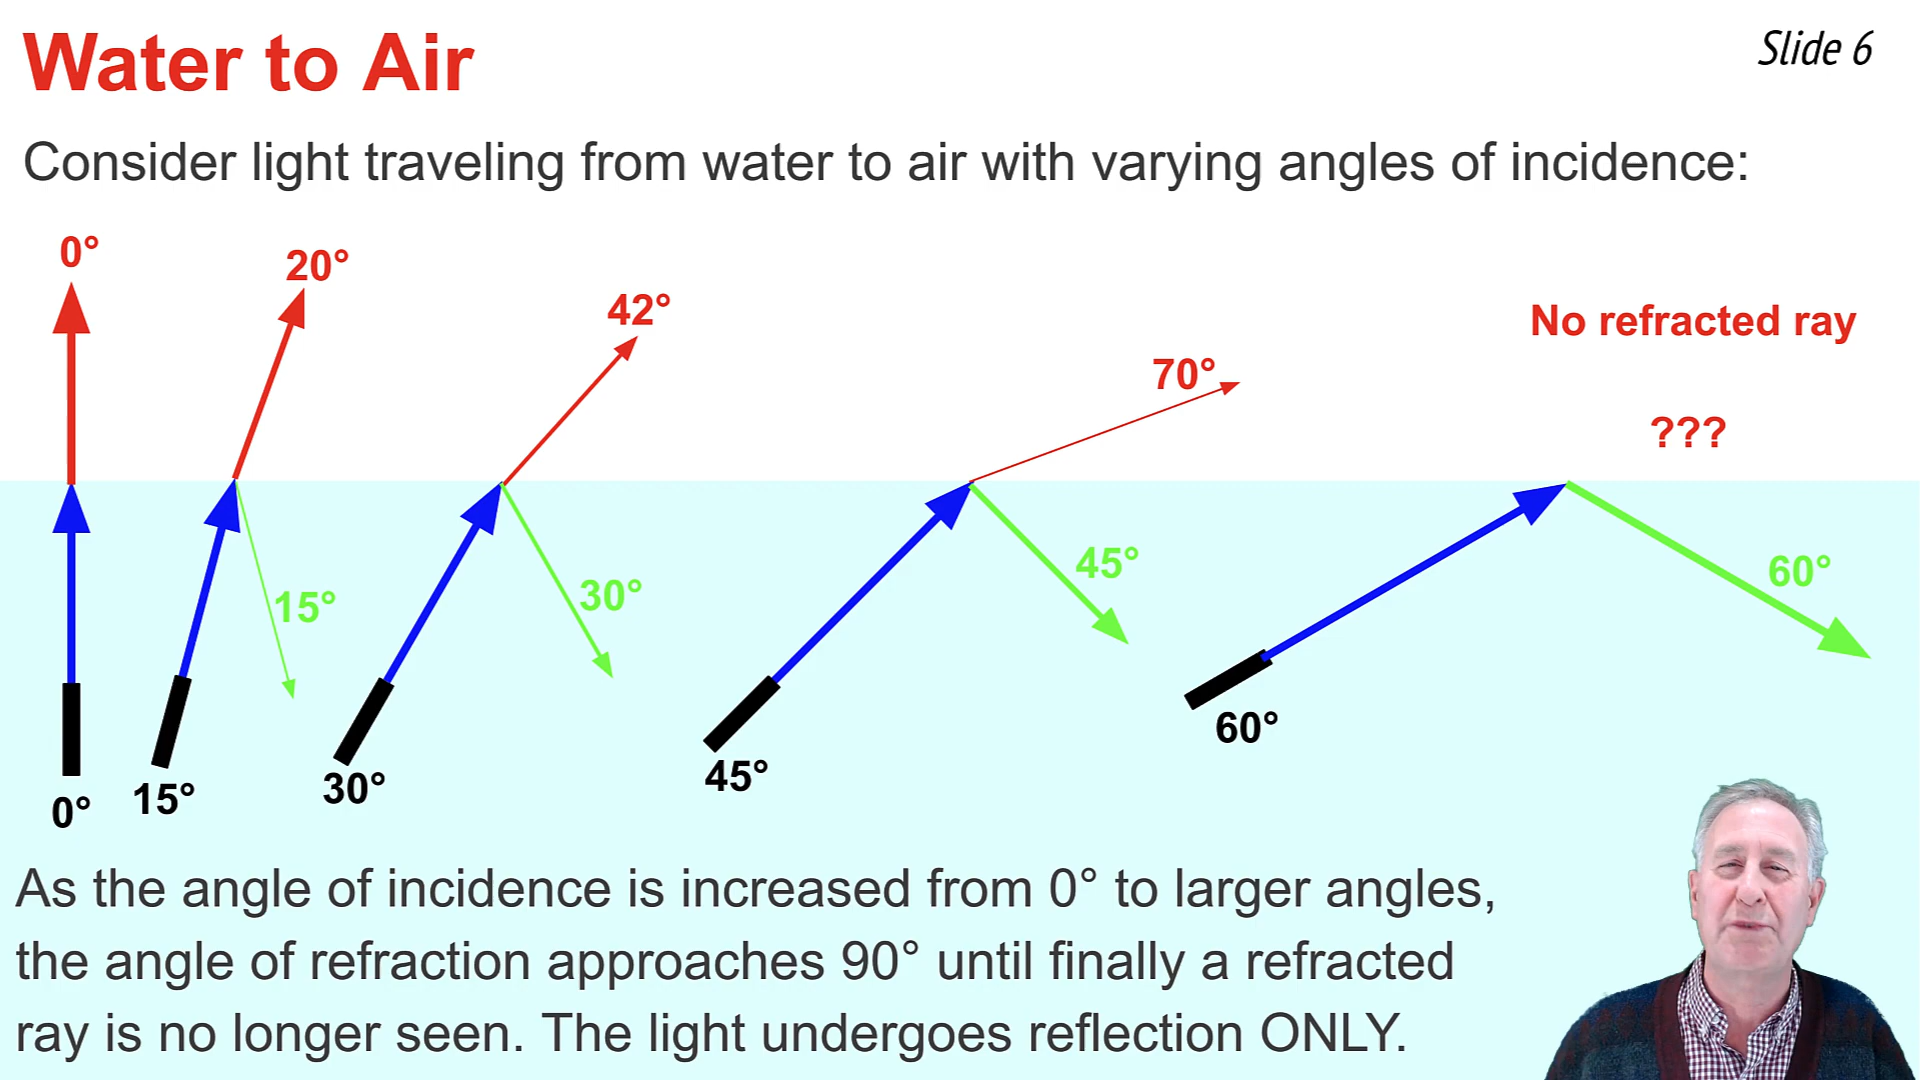 Water to Air
Slide 6
Consider light traveling from water to air with varying angles of incidence:
0°
20°
42°
70°
No refracted ray
???
15°
30°
45°
60°
0°
15°
30°
45°
60°
As the angle of incidence is increased from 0° to larger angles,
the angle of refraction approaches 90° until finally a refracted
ray is no longer seen. The light undergoes reflection ONLY.